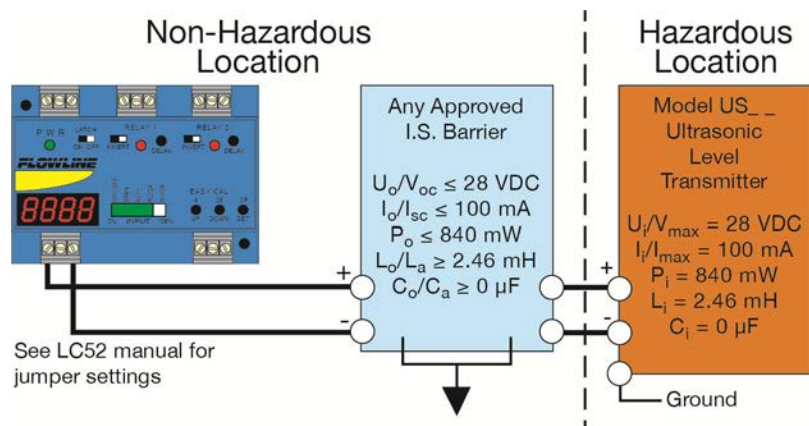 Non-Hazardous
Location
Hazardous
Location
P W R
LATCH
ON OFF
RELAY 1
INVERT
DELAY
RELAY 2
INVERT
DELAY
FLOWLINE
8888
INPUT
EASY CAL
UP
DOWN
SET
+
-
See LC52 manual for
jumper settings
Any Approved
I.S. Barrier
Uo/Voc ≤ 28 VDC
Io/Isc ≤ 100 mA
Po ≤ 840 mW
Lo/La ≥ 2.46 mH
Co/Ca ≥ 0 µF
+
-
Model US_ _
Ultrasonic
Level
Transmitter
Ui/Vmax = 28 VDC
Ii/Imax = 100 mA
Pi = 840 mW
Li = 2.46 mH
Ci = 0 µF
Ground